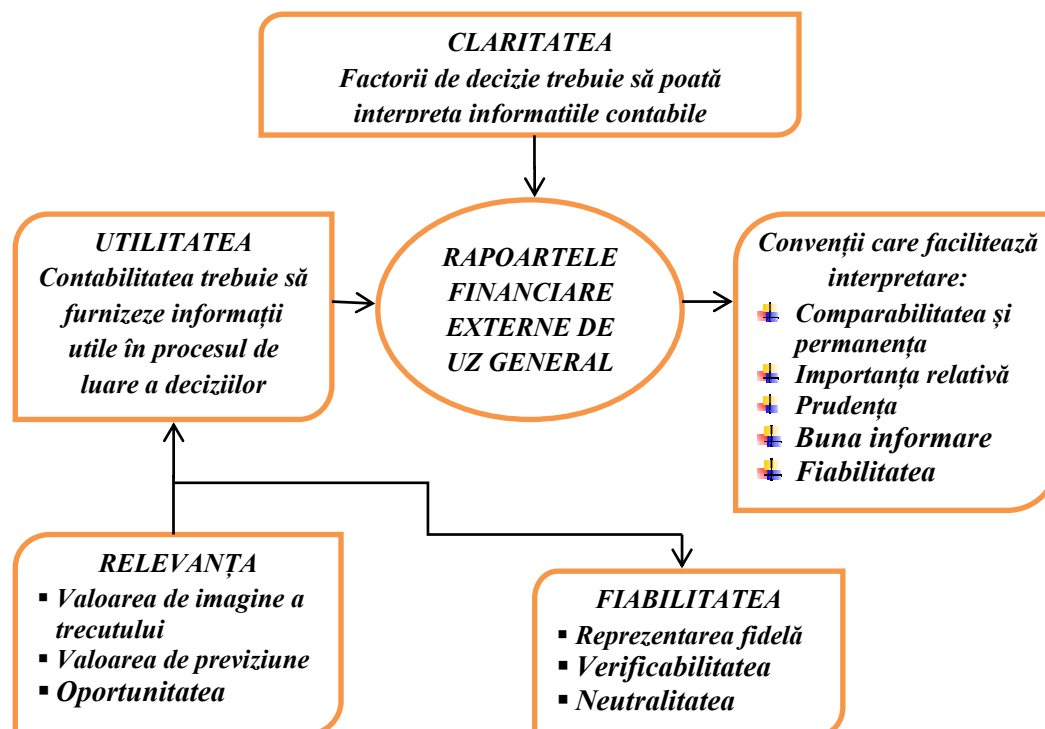 CLARITATEA
Factorii de decizie trebuie să poată
interpreta informatiile contabile
UTILITATEA
Contabilitatea trebuie să
furnizeze informații
utile în procesul de
luare a deciziilor
RAPOARTELE
FINANCIARE
EXTERNE DE
UZ GENERAL
Convenții care facilitează
interpretare:
Comparabilitatea și
permanența
Importanța relativă
Prudența
Buna informare
Fiabilitatea
RELEVANȚA
▪ Valoarea de imagine a
trecutului
▪ Valoarea de previziune
▪ Oportunitatea
FIABILITATEA
▪ Reprezentarea fidelă
▪ Verificabilitatea
▪ Neutralitatea